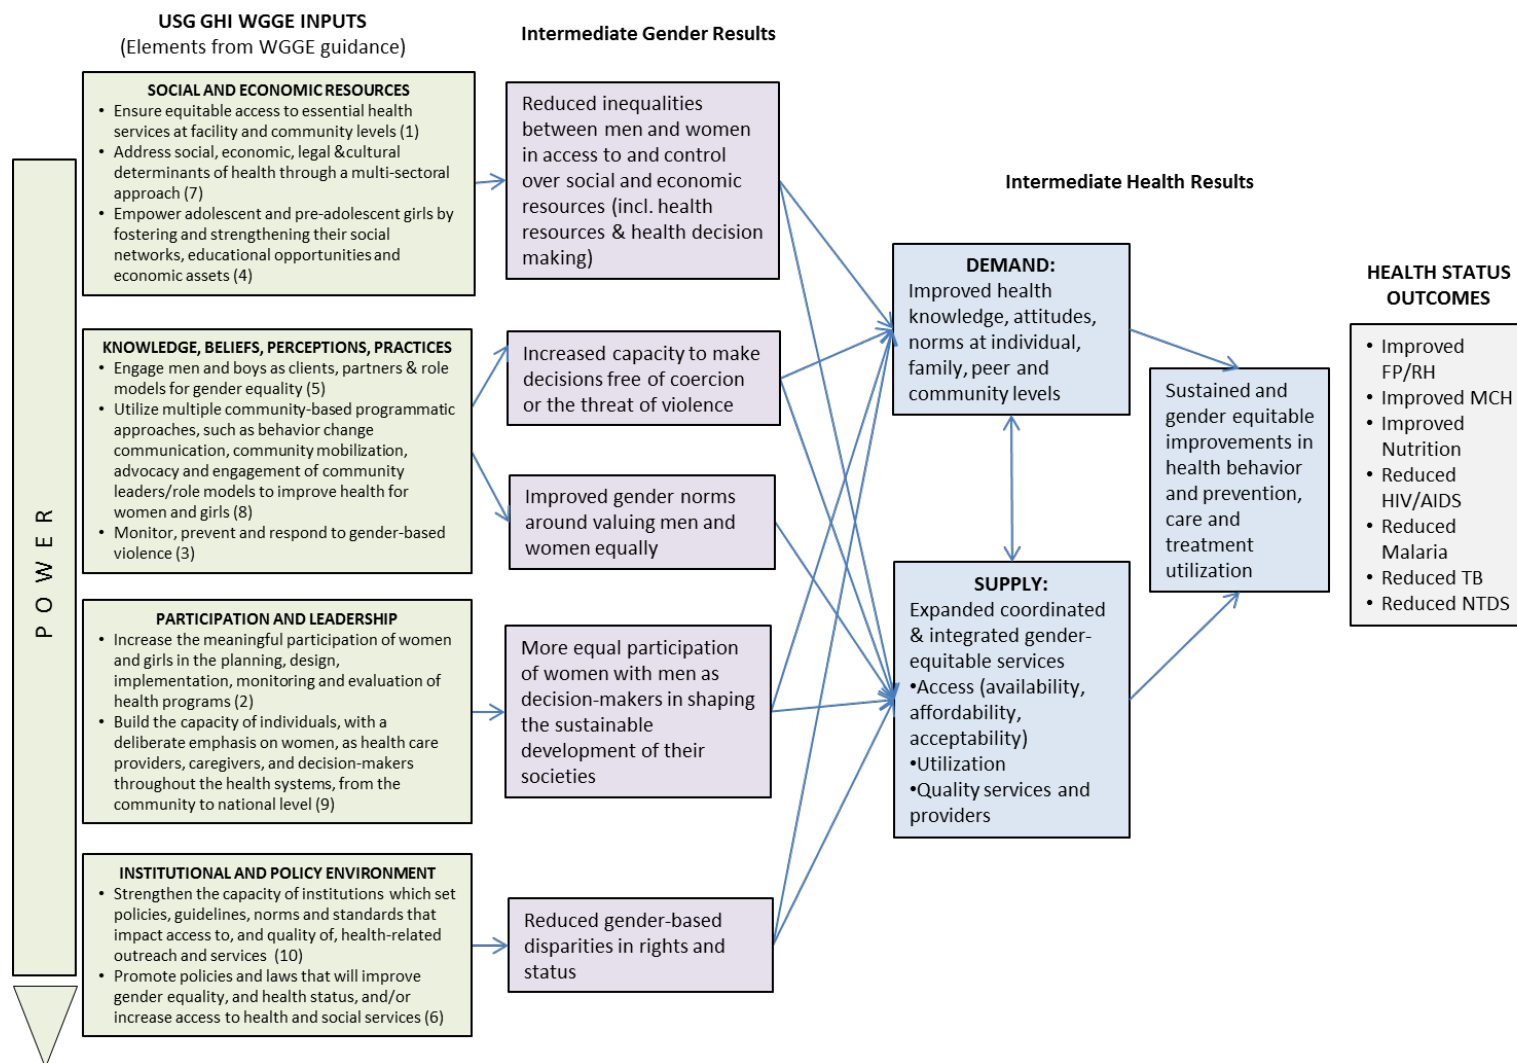 USG GHI WGGE INPUTS
(Elements from WGGE guidance)
POWER
SOCIAL AND ECONOMIC RESOURCES
• Ensure equitable access to essential health
services at facility and community levels (1)
• Address social, economic, legal &cultural
determinants of health through a multi-sectoral
approach (7)
• Empower adolescent and pre-adolescent girls by
fostering and strengthening their social
networks, educational opportunities and
economic assets (4)
KNOWLEDGE, BELIEFS, PERCEPTIONS, PRACTICES
• Engage men and boys as clients, partners & role
models for gender equality (5)
• Utilize multiple community-based programmatic
approaches, such as behavior change
communication, community mobilization,
advocacy and engagement of community
leaders/role models to improve health for
women and girls (8)
• Monitor, prevent and respond to gender-based
violence (3)
PARTICIPATION AND LEADERSHIP
• Increase the meaningful participation of women
and girls in the planning, design,
implementation, monitoring and evaluation of
health programs (2)
• Build the capacity of individuals, with a
deliberate emphasis on women, as health care
providers, caregivers, and decision-makers
throughout the health systems, from the
community to national level (9)
INSTITUTIONAL AND POLICY ENVIRONMENT
• Strengthen the capacity of institutions which set
policies, guidelines, norms and standards that
impact access to, and quality of, health-related
outreach and services (10)
• Promote policies and laws that will improve
gender equality, and health status, and/or
increase access to health and social services (6)
Intermediate Gender Results
Reduced inequalities
between men and women
in access to and control
over social and economic
resources (incl. health
resources & health decision
making)
Increased capacity to make
decisions free of coercion
or the threat of violence
Improved gender norms
around valuing men and
women equally
More equal participation
of women with men as
decision-makers in shaping
the sustainable
development of their
societies
Reduced gender-based
disparities in rights and
status
Intermediate Health Results
DEMAND:
Improved health
knowledge, attitudes,
norms at individual,
family, peer and
community levels
SUPPLY:
Expanded coordinated
& integrated gender-
equitable services
•Access (availability,
affordability,
acceptability)
•Utilization
•Quality services and
providers
Sustained and
gender equitable
improvements in
health behavior
and prevention,
care and
treatment
utilization
HEALTH STATUS
OUTCOMES
• Improved
FP/RH
• Improved MCH
• Improved
Nutrition
• Reduced
HIV/AIDS
• Reduced
Malaria
• Reduced TB
• Reduced NTDS